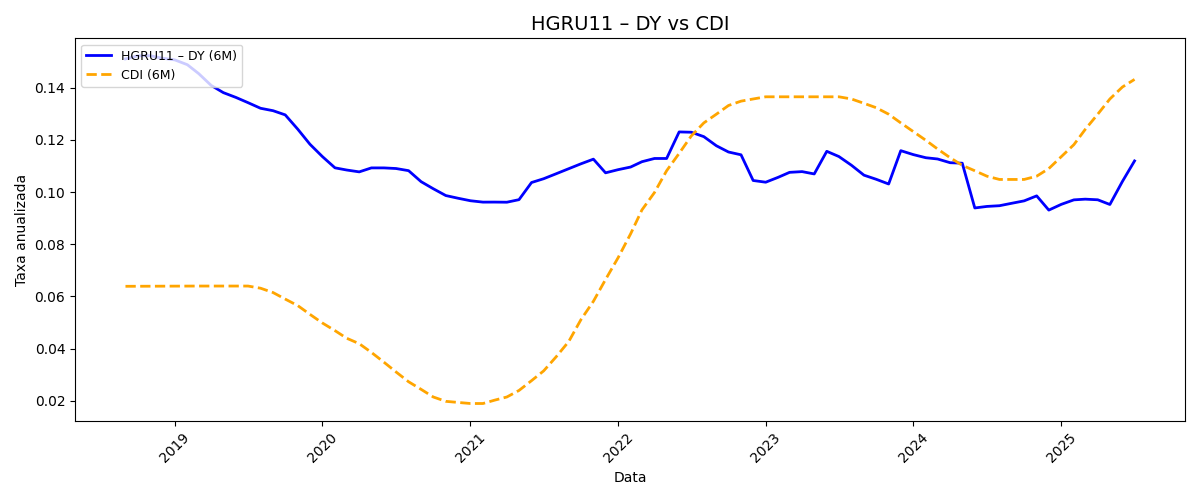 HGRU11 – DY vs CDI
HGRU11 – DY (6M)
CDI (6M)
Taxa anualizada
0.14
0.12
0.10
0.08
0.06
0.04
0.02
2019
2020
2021
2022
2023
2024
2025
Data